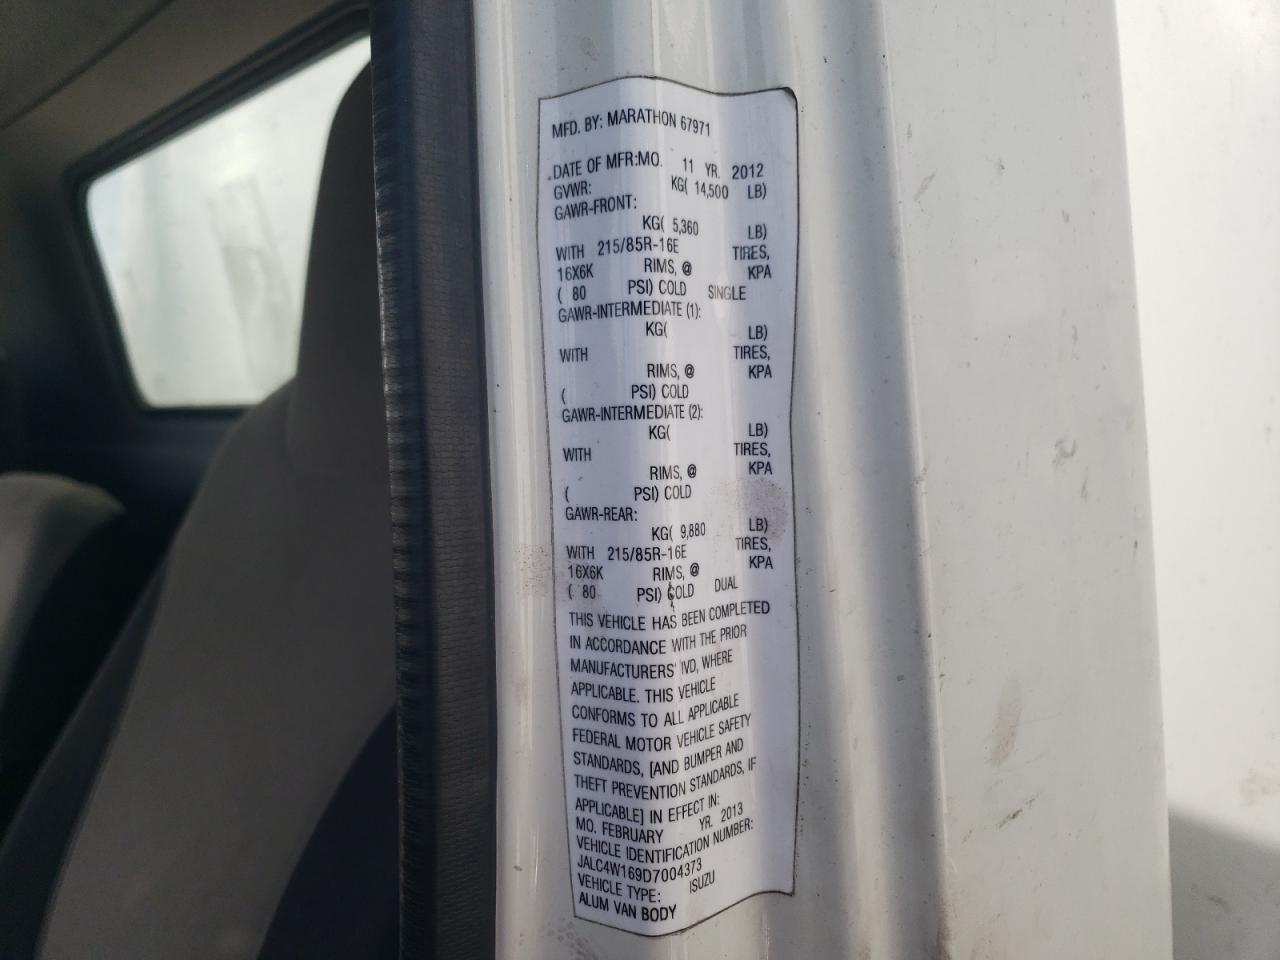 MFD. BY: MARATHON 67971
DATE OF MFR:MO. 11 YR. 2012
GVWR: KG( 14,500 LB)
GAWR-FRONT:
KG( 5,360 LB)
WITH 215/85R-16E TIRES,
16X6K RIMS, @ KPA
( 80 PSI) COLD SINGLE
GAWR-INTERMEDIATE (1):
KG( LB)
WITH TIRES,
RIMS, @ KPA
( PSI) COLD
GAWR-INTERMEDIATE (2):
KG( LB)
WITH TIRES,
RIMS, @ KPA
( PSI) COLD
GAWR-REAR:
KG( 9,880 LB)
WITH 215/85R-16E TIRES,
16X6K RIMS, @ KPA
( 80 PSI) COLD DUAL
THIS VEHICLE HAS BEEN COMPLETED
IN ACCORDANCE WITH THE PRIOR
MANUFACTURERS' IVD, WHERE
APPLICABLE. THIS VEHICLE
CONFORMS TO ALL APPLICABLE
FEDERAL MOTOR VEHICLE SAFETY
STANDARDS, [AND BUMPER AND
THEFT PREVENTION STANDARDS, IF
APPLICABLE] IN EFFECT IN:
MO. FEBRUARY YR. 2013
VEHICLE IDENTIFICATION NUMBER:
JALC4W169D7004373
VEHICLE TYPE: ISUZU
ALUM VAN BODY